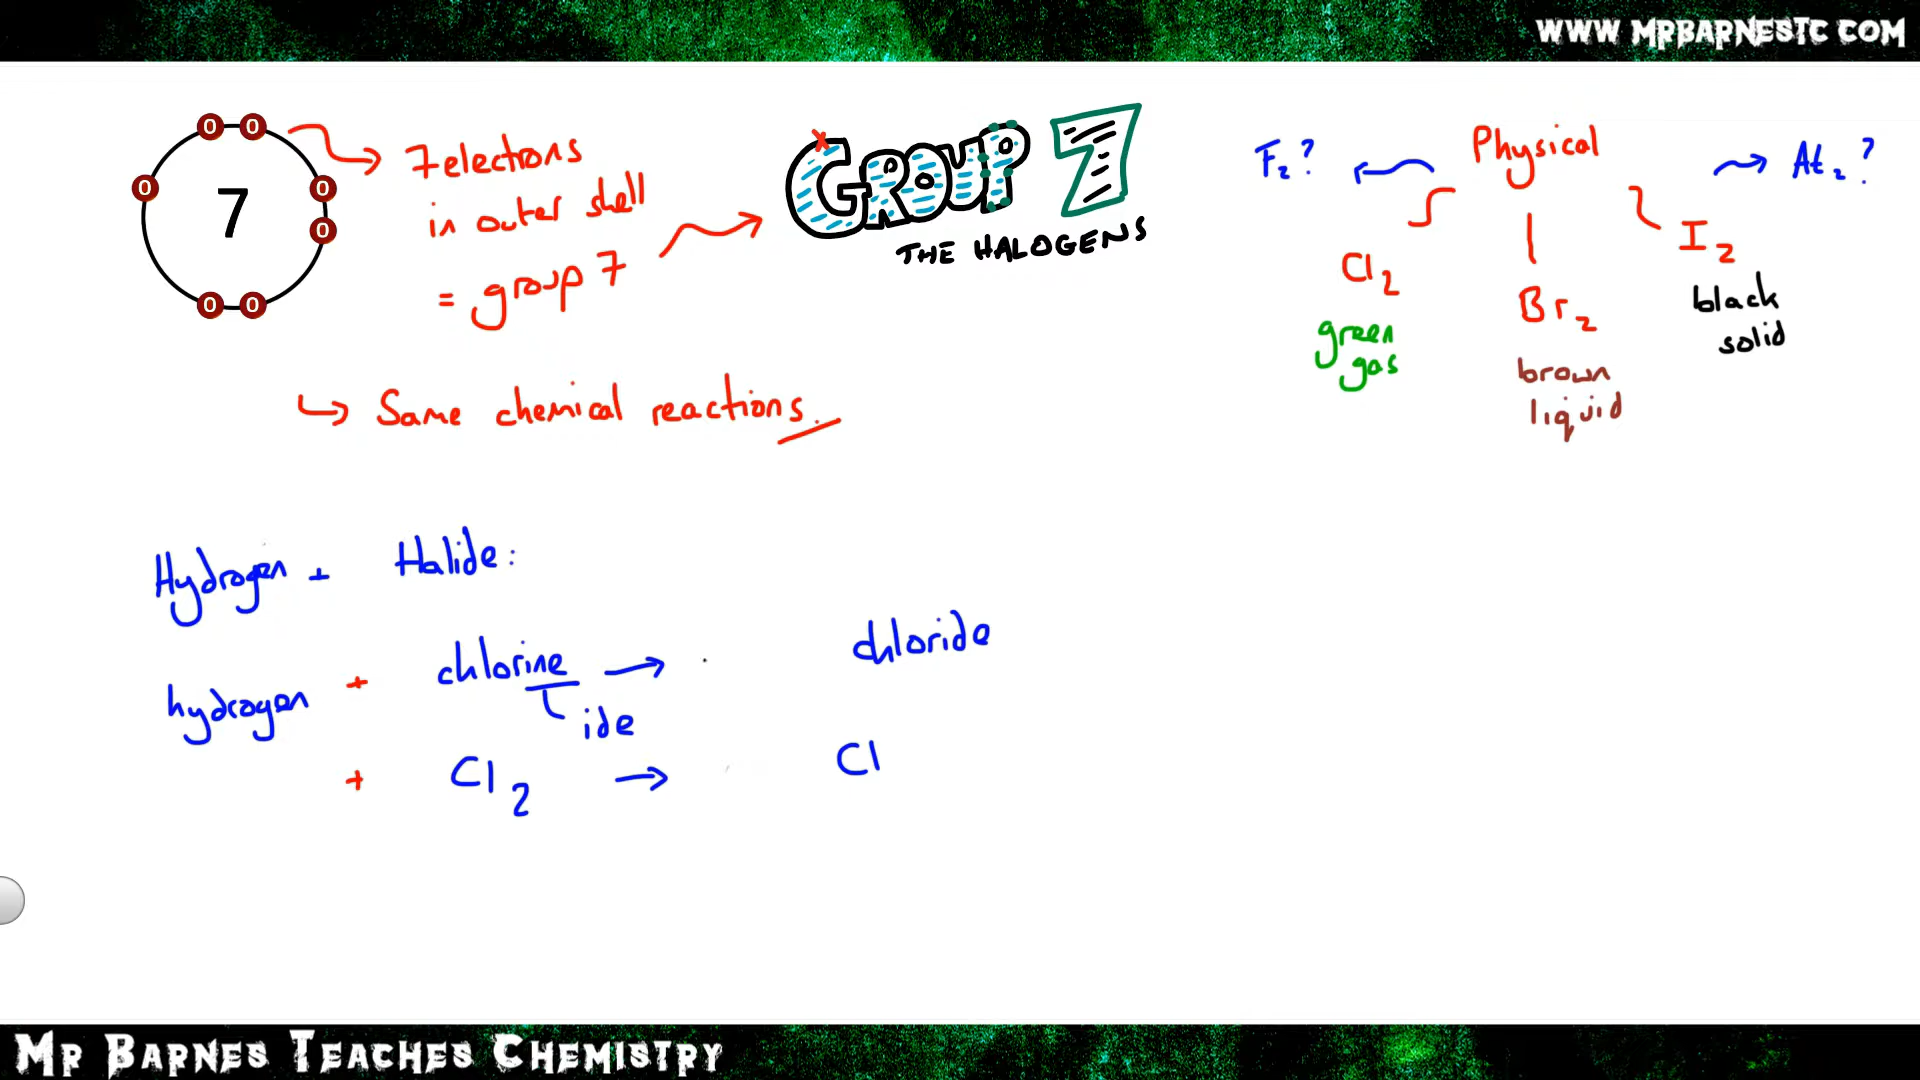 WWW MRBARNESTC COM
7
7 electrons
in outer shell
= group 7
GROUP 7
THE HALOGENS
Same chemical reactions.
Physical
F2?
At2?
Cl2
green
gas
Br2
brown
liquid
I2
black
solid
Hydrogen + Halide:
hydrogen + chlorine → chloride
ide
+ Cl2 → Cl
MR BARNES TEACHES CHEMISTRY